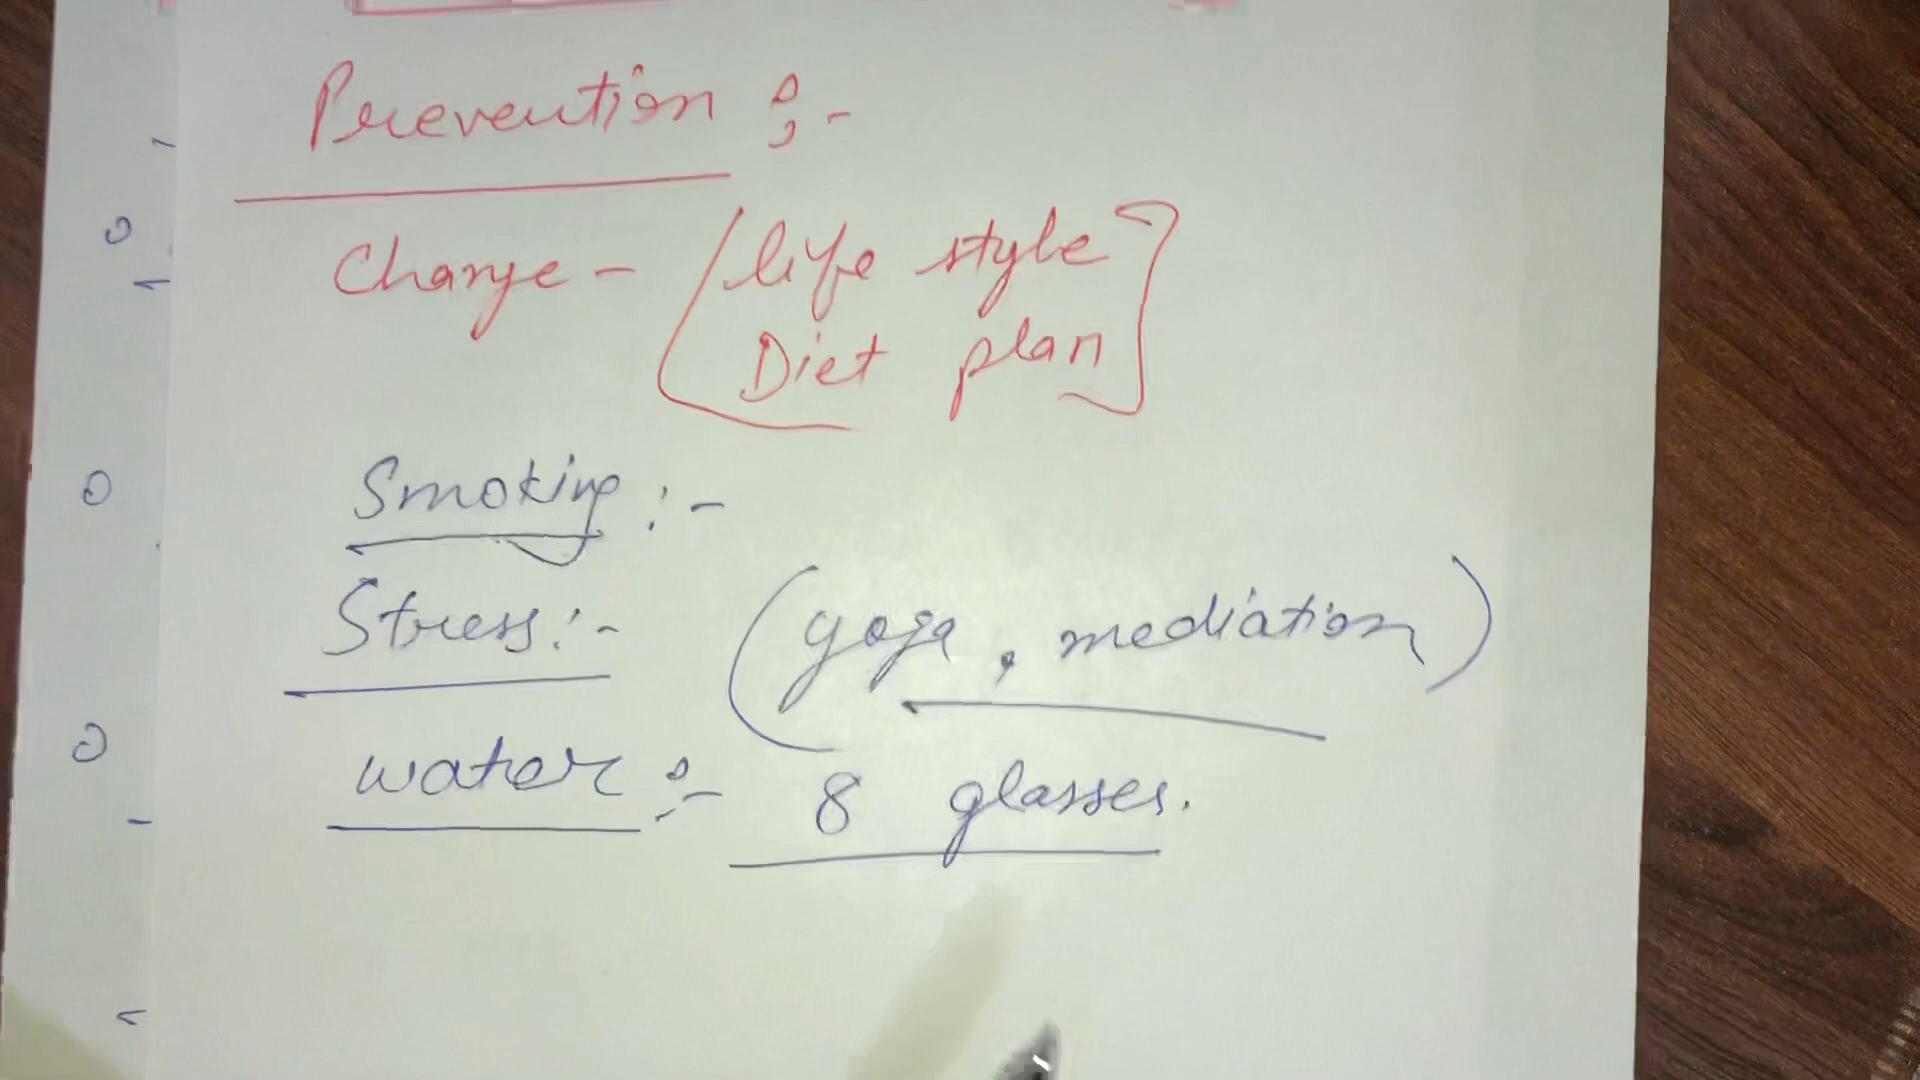 Prevention :-
Change - [life style
Diet plan]
Smoking :-
Stress :- (yoga, mediation)
water :- 8 glasses.